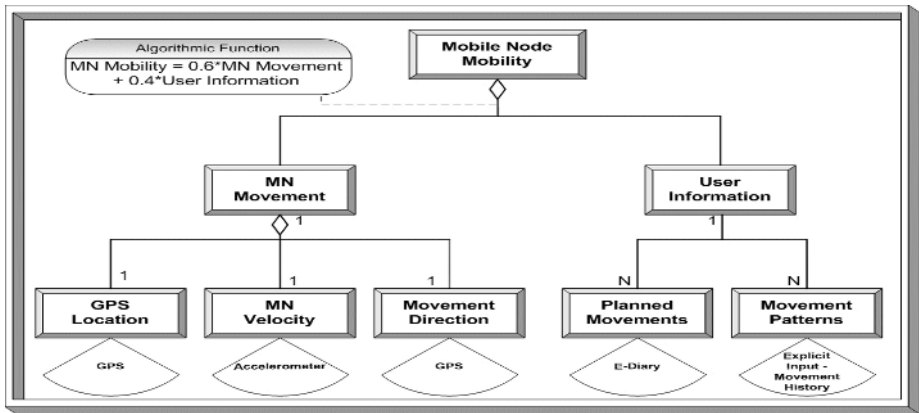 Algorithmic Function
MN Mobility = 0.6*MN Movement
+ 0.4*User Information
Mobile Node
Mobility
MN
Movement
User
Information
1
1
1
1
1
N
N
GPS
Location
MN
Velocity
Movement
Direction
Planned
Movements
Movement
Patterns
GPS
Accelerometer
GPS
E-Diary
Explicit
Input -
Movement
History